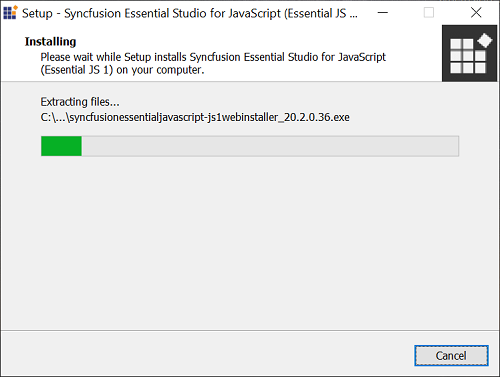 Setup - Syncfusion Essential Studio for JavaScript (Essential JS ...
Installing
Please wait while Setup installs Syncfusion Essential Studio for JavaScript
(Essential JS 1) on your computer.
Extracting files...
C:\...\syncfusionessentialjavascript-js1webinstaller_20.2.0.36.exe
Cancel